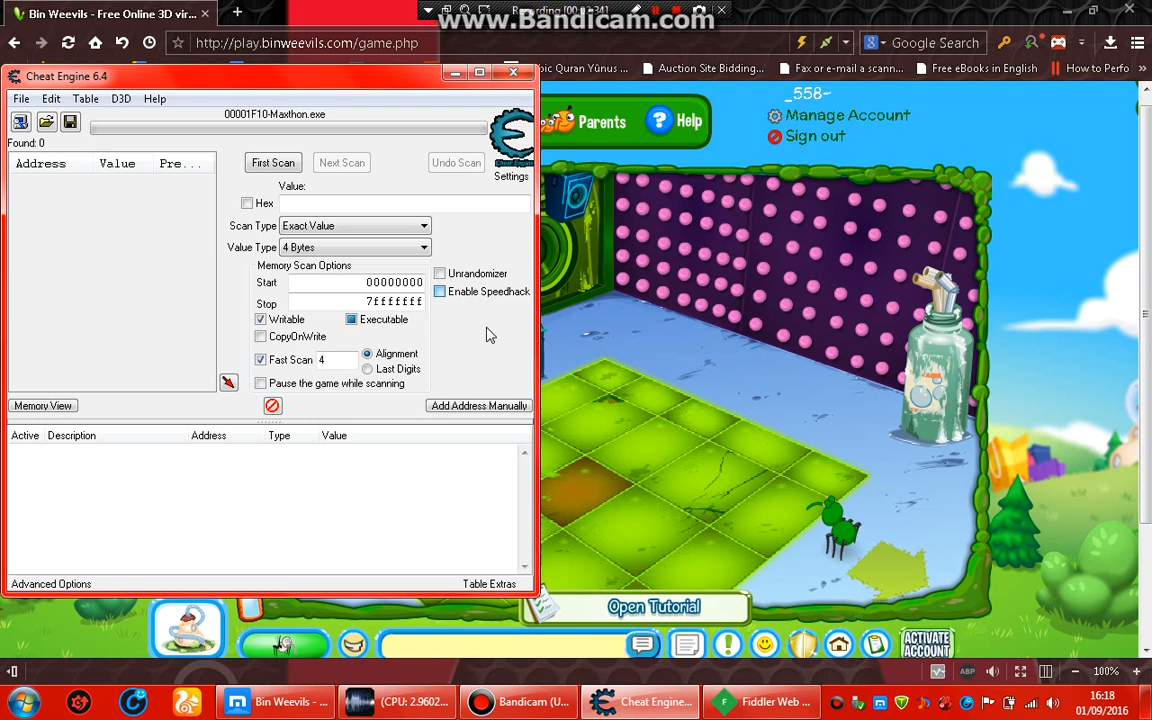 Bin Weevils - Free Online 3D vir...
www.Bandicam.com
http://play.binweevils.com/game.php
Google Search
Auction Site Bidding...
Fax or e-mail a scann...
Free eBooks in English
How to Perfo
Cheat Engine 6.4
File Edit Table D3D Help
00001F10-Maxthon.exe
Found: 0
Address Value Pre...
First Scan Next Scan Undo Scan
Settings
Value:
Hex
Scan Type Exact Value
Value Type 4 Bytes
Memory Scan Options
Start 00000000
Stop 7fffffff
Unrandomizer
Enable Speedhack
Writable Executable
CopyOnWrite
Fast Scan 4 Alignment
Last Digits
Pause the game while scanning
Memory View Add Address Manually
Active Description Address Type Value
Advanced Options Table Extras
Parents Help
_558-
Manage Account
Sign out
Open Tutorial
ACTIVATE
ACCOUNT
ABP
100%
Bin Weevils - ...
(CPU: 2.9602...
Bandicam (U...
Cheat Engine...
Fiddler Web ...
16:18
01/09/2016